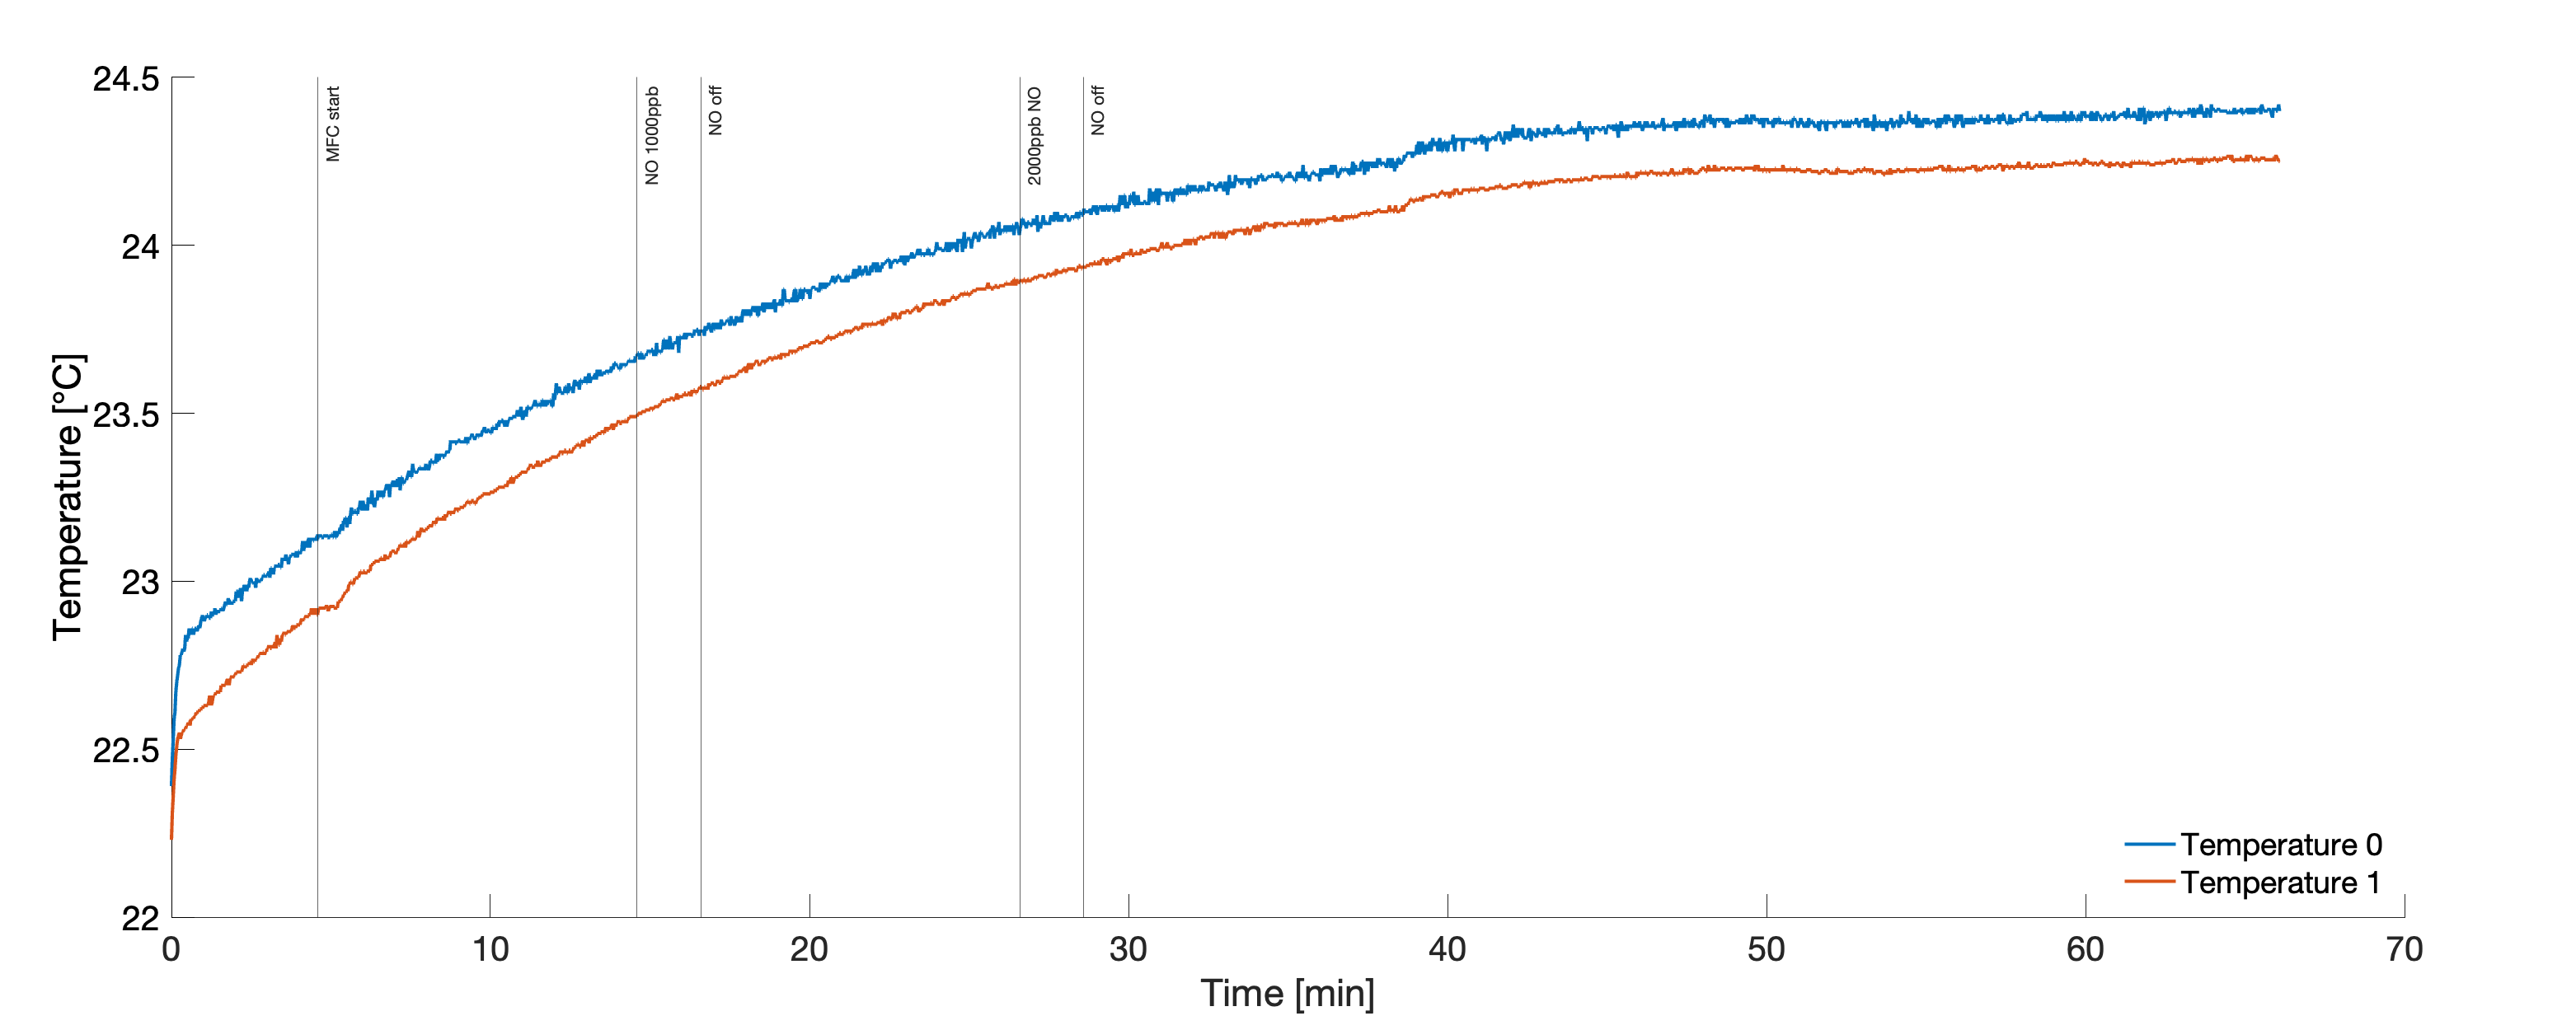 24.5
24
23.5
23
22.5
22
Temperature [°C]
MFC start
NO 1000ppb
NO off
2000ppb NO
NO off
Temperature 0
Temperature 1
0 10 20 30 40 50 60 70
Time [min]